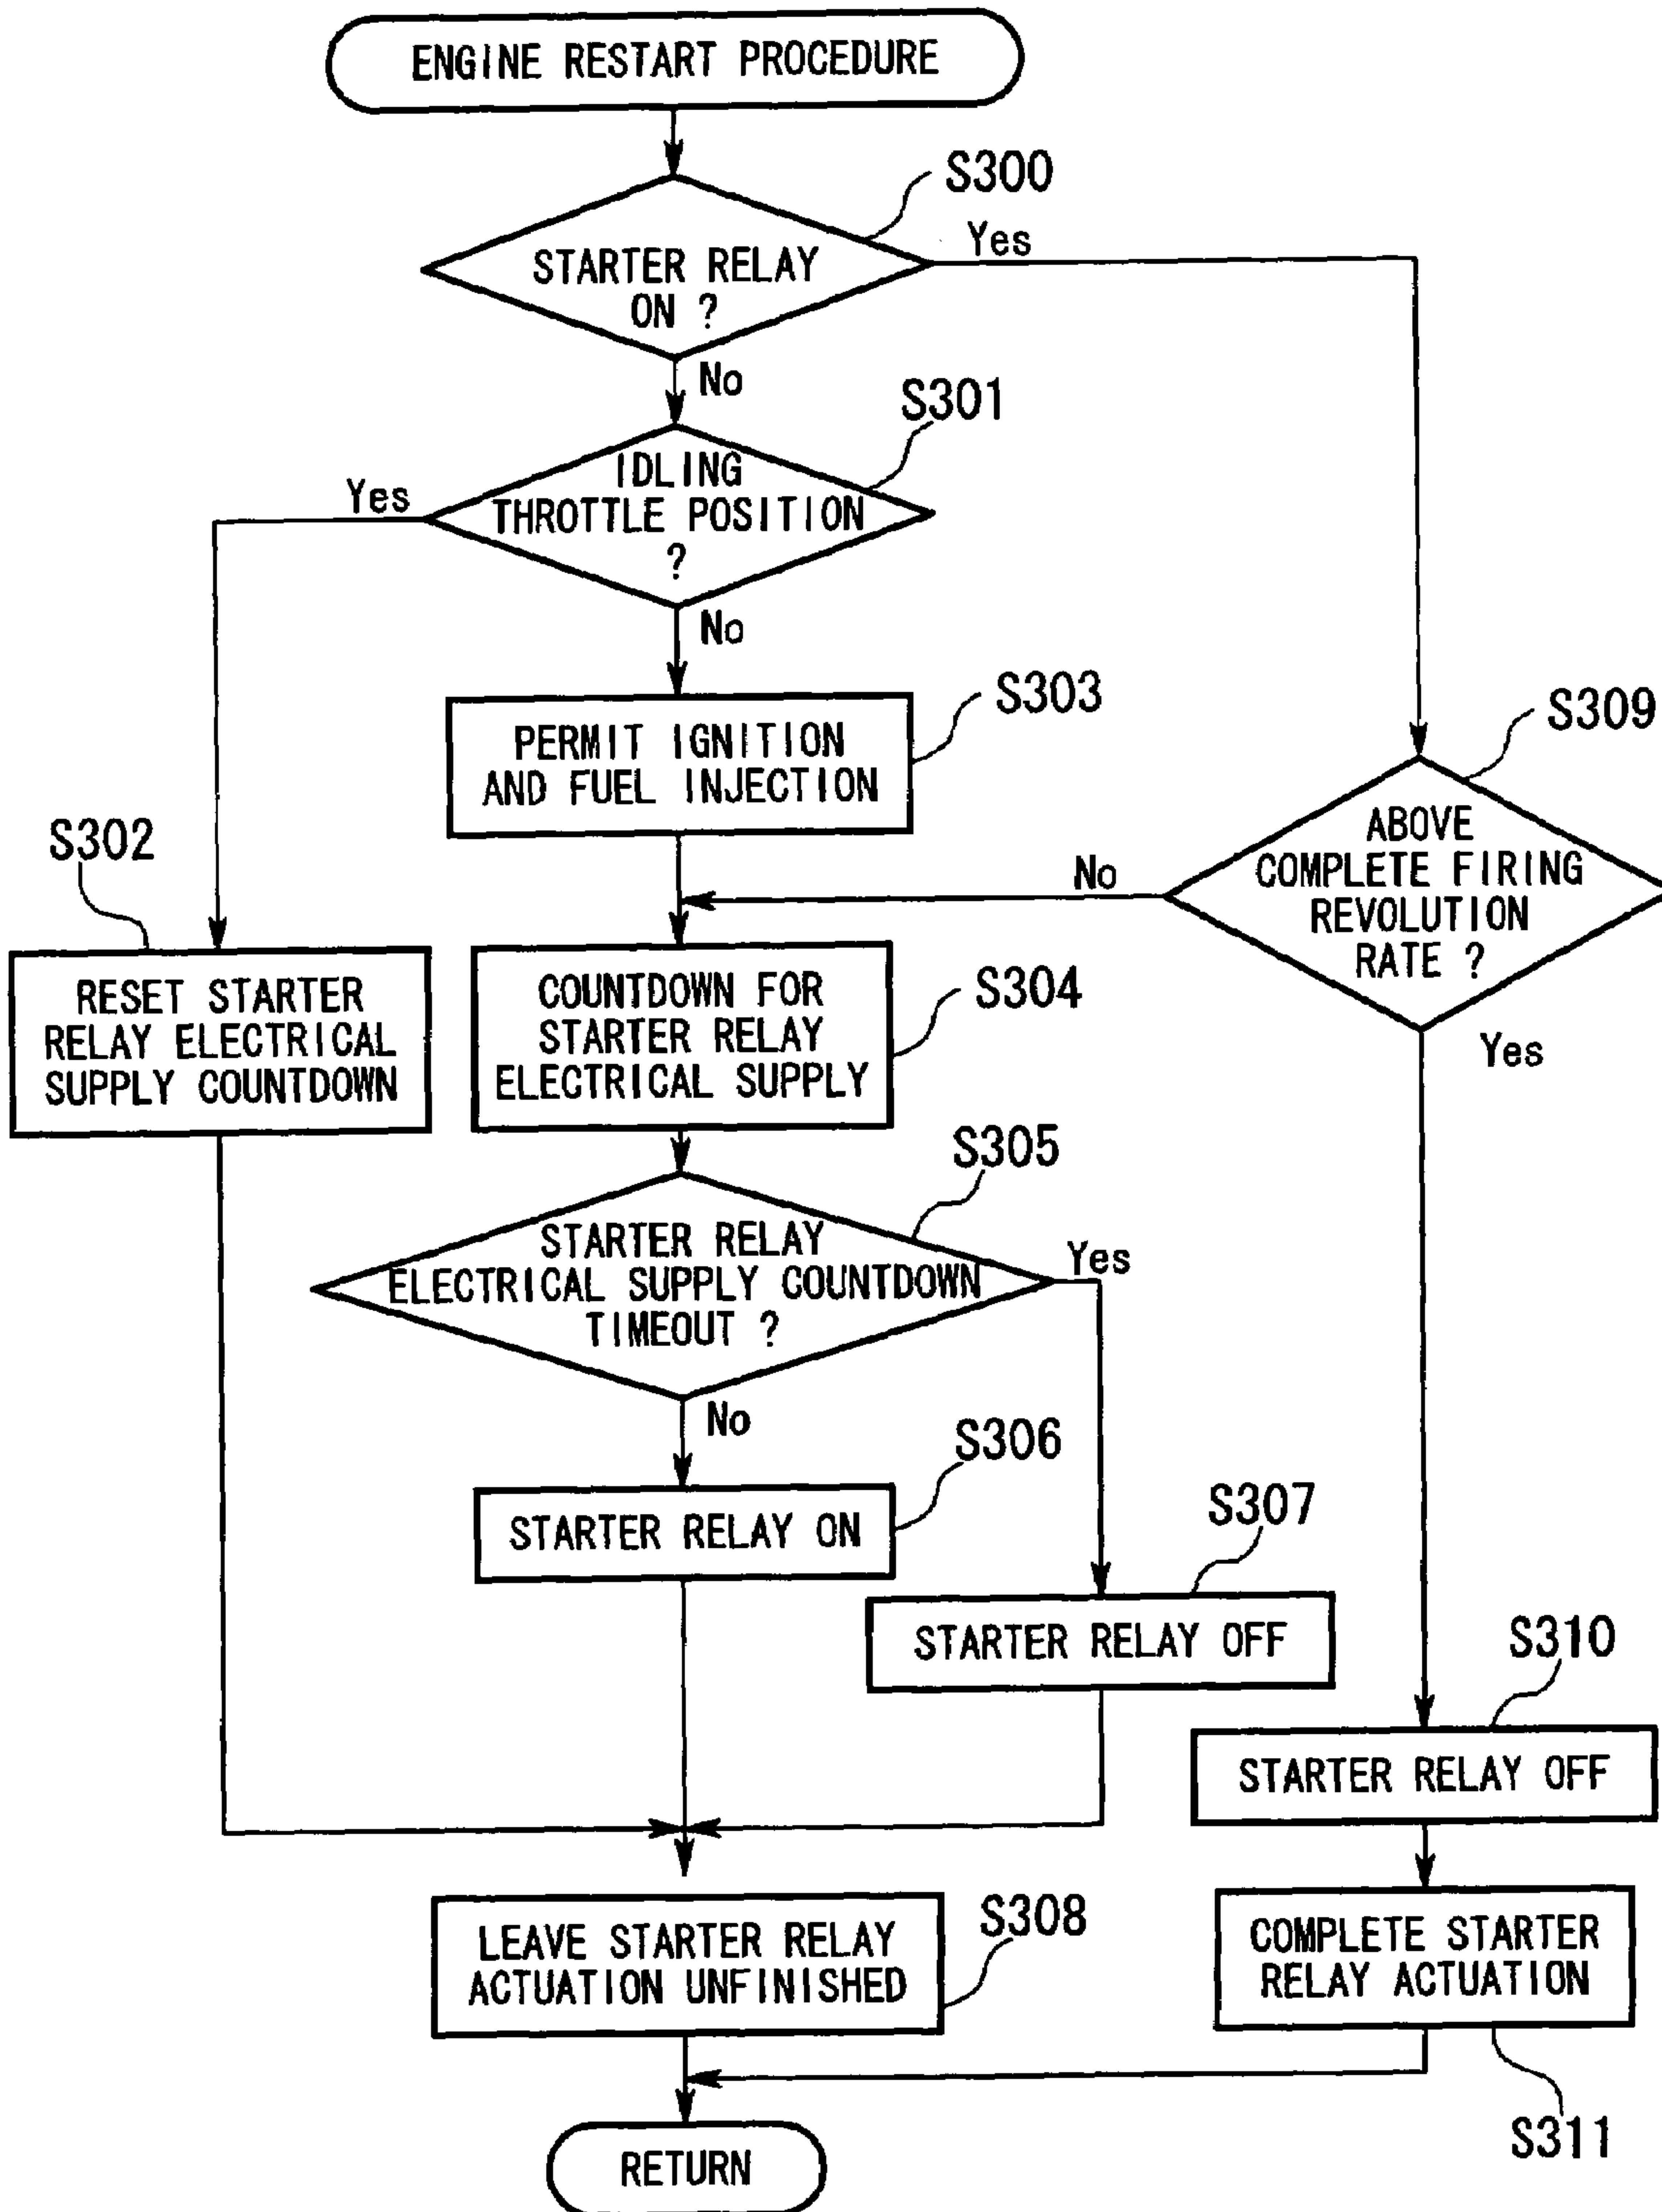 ENGINE RESTART PROCEDURE
S300
STARTER RELAY
ON ?
Yes
No
S301
IDLING
THROTTLE POSITION
?
Yes
No
S303
PERMIT IGNITION
AND FUEL INJECTION
S309
ABOVE
COMPLETE FIRING
REVOLUTION
RATE ?
No
Yes
S302
RESET STARTER
RELAY ELECTRICAL
SUPPLY COUNTDOWN
S304
COUNTDOWN FOR
STARTER RELAY
ELECTRICAL SUPPLY
S305
STARTER RELAY
ELECTRICAL SUPPLY COUNTDOWN
TIMEOUT ?
Yes
No
S306
STARTER RELAY ON
S307
STARTER RELAY OFF
S310
STARTER RELAY OFF
S308
LEAVE STARTER RELAY
ACTUATION UNFINISHED
COMPLETE STARTER
RELAY ACTUATION
S311
RETURN